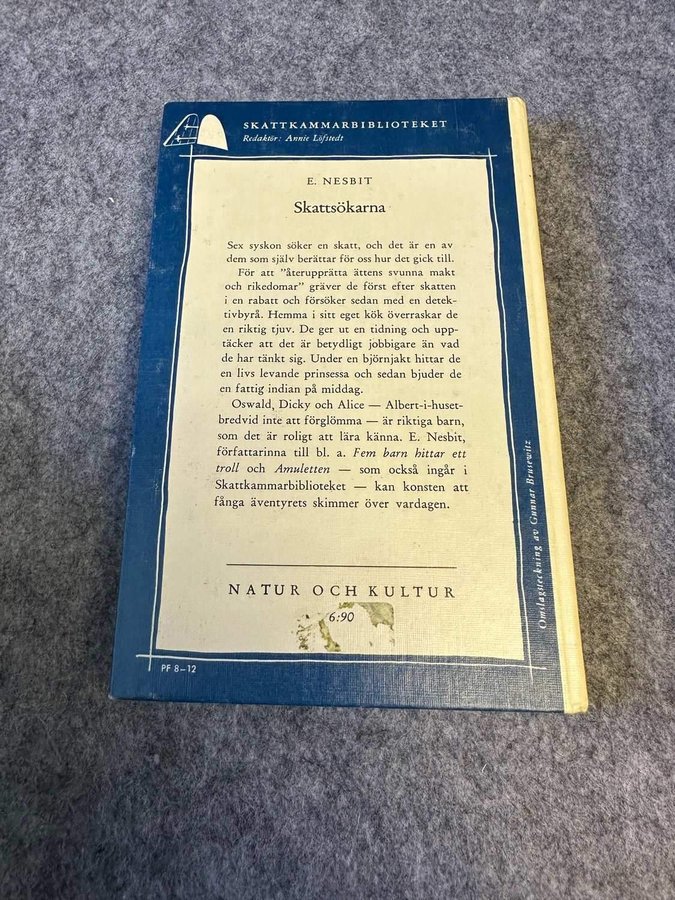 SKATTKAMMARBIBLIOTEKET
Redaktör: Annie Löfstedt
E. NESBIT
Skattsökarna
Sex syskon söker en skatt, och det är en av
dem som själv berättar för oss hur det gick till.
För att "återupprätta ättens svunna makt
och rikedomar" gräver de först efter skatten
i en rabatt och försöker sedan med en detek-
tivbyrå. Hemma i sitt eget kök överraskar de
en riktig tjuv. De ger ut en tidning och upp-
täcker att det är betydligt jobbigare än vad
de har tänkt sig. Under en björnjakt hittar de
en livs levande prinsessa och sedan bjuder de
en fattig indian på middag.
Oswald, Dicky och Alice — Albert-i-huset-
bredvid inte att förglömma — är riktiga barn,
som det är roligt att lära känna. E. Nesbit,
författarinna till bl. a. Fem barn hittar ett
troll och Amuletten — som också ingår i
Skattkammarbiblioteket — kan konsten att
fånga äventyrets skimmer över vardagen.
NATUR OCH KULTUR
6:90
PF 8–12
Omslagsteckning av Gunnar Brusewitz